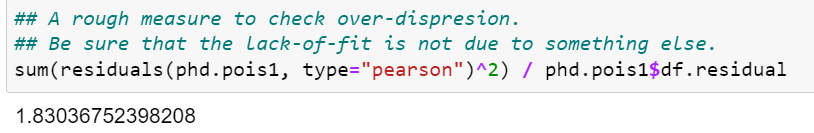 ## A rough measure to check over-dispresion.
## Be sure that the lack-of-fit is not due to something else.
sum(residuals(phd.pois1, type="pearson")^2) / phd.pois1$df.residual
1.83036752398208